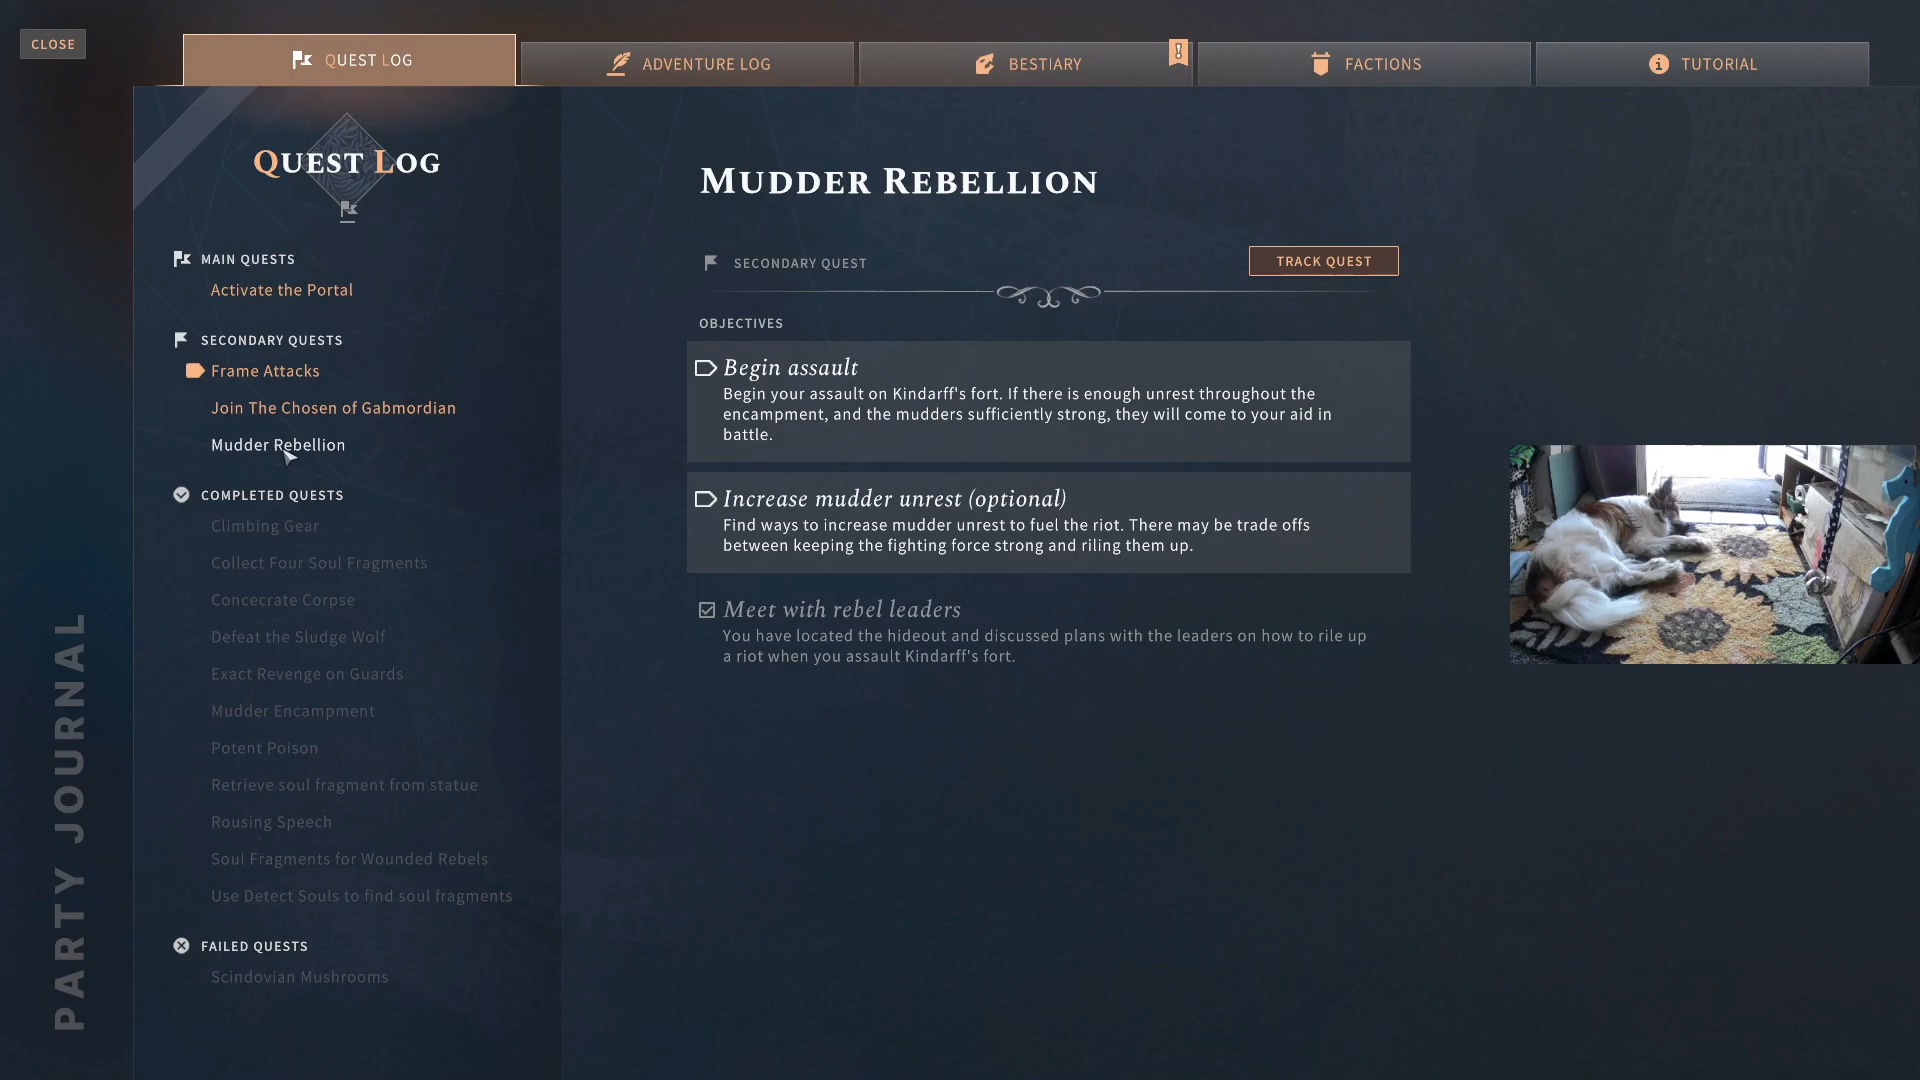 CLOSE
QUEST LOG
ADVENTURE LOG
BESTIARY
FACTIONS
TUTORIAL
PARTY JOURNAL
QUEST LOG
MAIN QUESTS
Activate the Portal
SECONDARY QUESTS
Frame Attacks
Join The Chosen of Gabmordian
Mudder Rebellion
COMPLETED QUESTS
Climbing Gear
Collect Four Soul Fragments
Concecrate Corpse
Defeat the Sludge Wolf
Exact Revenge on Guards
Mudder Encampment
Potent Poison
Retrieve soul fragment from statue
Rousing Speech
Soul Fragments for Wounded Rebels
Use Detect Souls to find soul fragments
FAILED QUESTS
Scindovian Mushrooms
MUDDER REBELLION
SECONDARY QUEST
TRACK QUEST
OBJECTIVES
Begin assault
Begin your assault on Kindarff's fort. If there is enough unrest throughout the
encampment, and the mudders sufficiently strong, they will come to your aid in
battle.
Increase mudder unrest (optional)
Find ways to increase mudder unrest to fuel the riot. There may be trade offs
between keeping the fighting force strong and riling them up.
Meet with rebel leaders
You have located the hideout and discussed plans with the leaders on how to rile up
a riot when you assault Kindarff's fort.